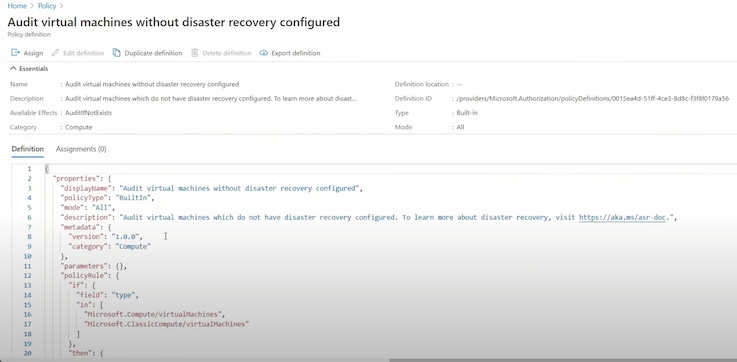 Home > Policy >
Audit virtual machines without disaster recovery configured
Policy definition
Assign Edit definition Duplicate definition Delete definition Export definition
Essentials
Name : Audit virtual machines without disaster recovery configured Definition location : --
Description : Audit virtual machines which do not have disaster recovery configured. To learn more about disast... Definition ID : /providers/Microsoft.Authorization/policyDefinitions/0015ea4d-51ff-4ce3-8d8c-f3f8f0179a56
Available Effects : AuditIfNotExists Type : Built-in
Category : Compute Mode : All
Definition Assignments (0)
1 {
2 "properties": {
3 "displayName": "Audit virtual machines without disaster recovery configured",
4 "policyType": "BuiltIn",
5 "mode": "All",
6 "description": "Audit virtual machines which do not have disaster recovery configured. To learn more about disaster recovery, visit https://aka.ms/asr-doc.",
7 "metadata": {
8 "version": "1.0.0",
9 "category": "Compute"
10 },
11 "parameters": {},
12 "policyRule": {
13 "if": {
14 "field": "type",
15 "in": [
16 "Microsoft.Compute/virtualMachines",
17 "Microsoft.ClassicCompute/virtualMachines"
18 ]
19 },
20 "then": {